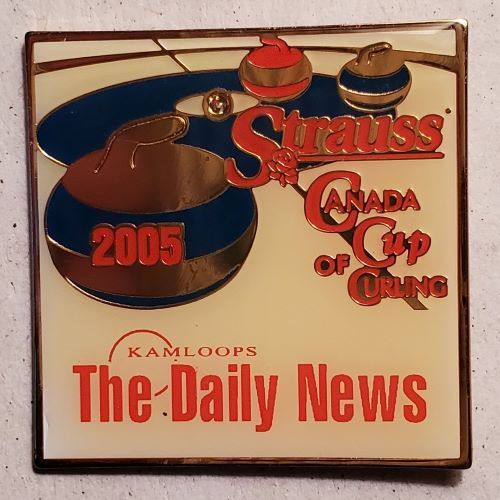 Strauss
CANADA
CUP
OF CURLING
2005
KAMLOOPS
The Daily News